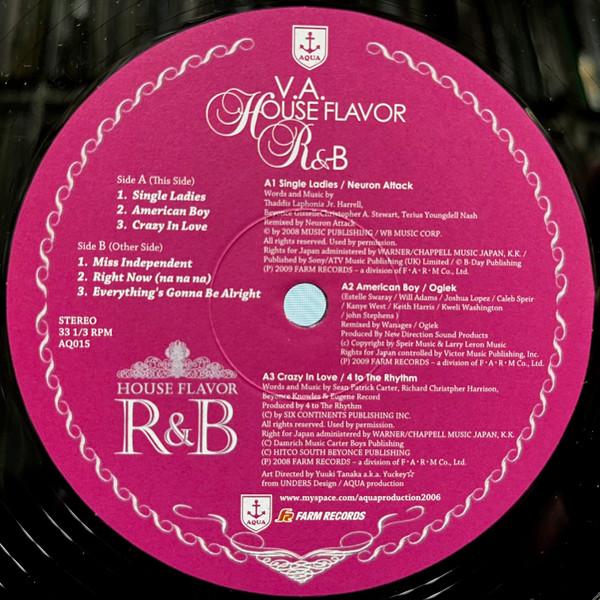 AQUA
V.A.
HOUSE FLAVOR
R&B
Side A (This Side)
1. Single Ladies
2. American Boy
3. Crazy In Love
Side B (Other Side)
1. Miss Independent
2. Right Now (na na na)
3. Everything's Gonna Be Alright
STEREO
33 1/3 RPM
AQ015
HOUSE FLAVOR
R&B
A1 Single Ladies / Neuron Attack
Words and Music by
Thaddis Laphonia Jr. Harrell,
Beyonce GisselleChristopher A. Stewart, Terius Youngdell Nash
Remixed by Neuron Attack
© by 2008 MUSIC PUBLISHING / WB MUSIC CORP.
All rights reserved. Used by permission.
Rights for Japan administered by WARNER/CHAPPELL MUSIC JAPAN, K.K. /
Published by Sony/ATV Music Publishing (UK) Limited / © B-Day Publishing
(P) 2009 FARM RECORDS – a division of F・A・R・M Co., Ltd.
A2 American Boy / Ogiek
(Estelle Swaray / Will Adams / Joshua Lopez / Caleb Speir
/ Kanye West / Keith Harris / Kweli Washington
/ john Stephens )
Remixed by Wanages / Ogiek
Produced By New Direction Sound Products
(c) Copyright by Speir Music & Larry Leron Music
Rights for Japan controlled by Victor Music Publishing, Inc.
(P) 2009 FARM RECORDS – a division of F・A・R・M Co., Ltd.
A3 Crazy In Love / 4 to The Rhythm
Words and Music by Sean Patrick Carter, Richard Christpher Harrison,
Beyonce Knowles & Eugene Record
Produced by 4 to The Rhythm
(C) by SIX CONTINENTS PUBLISHING INC.
All rights reserved. Used by permission.
Right for Japan administered by WARNER/CHAPPELL MUSIC JAPAN, K.K.
(C) Damrich Music Carter Boys Publishing
(C) HITCO SOUTH BEYONCE PUBLISHING
(P) 2008 FARM RECORDS – a division of F・A・R・M Co., Ltd.
Art Directed by Yuuki Tanaka a.k.a. Yuckey☆
from UNDERS Design / AQUA production
www.myspace.com/aquaproduction2006
AQUA
FARM RECORDS